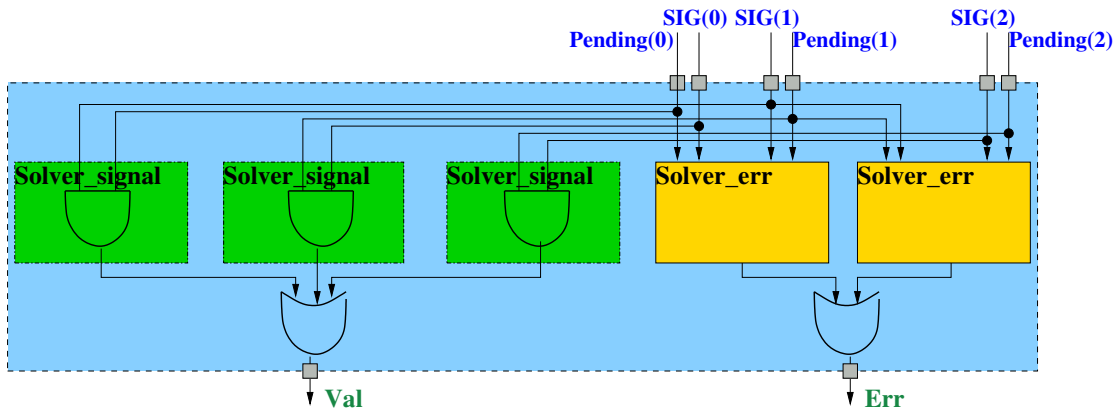 SIG(0) SIG(1) SIG(2)
Pending(0) Pending(1) Pending(2)
Solver_signal Solver_signal Solver_signal Solver_err Solver_err
Val Err